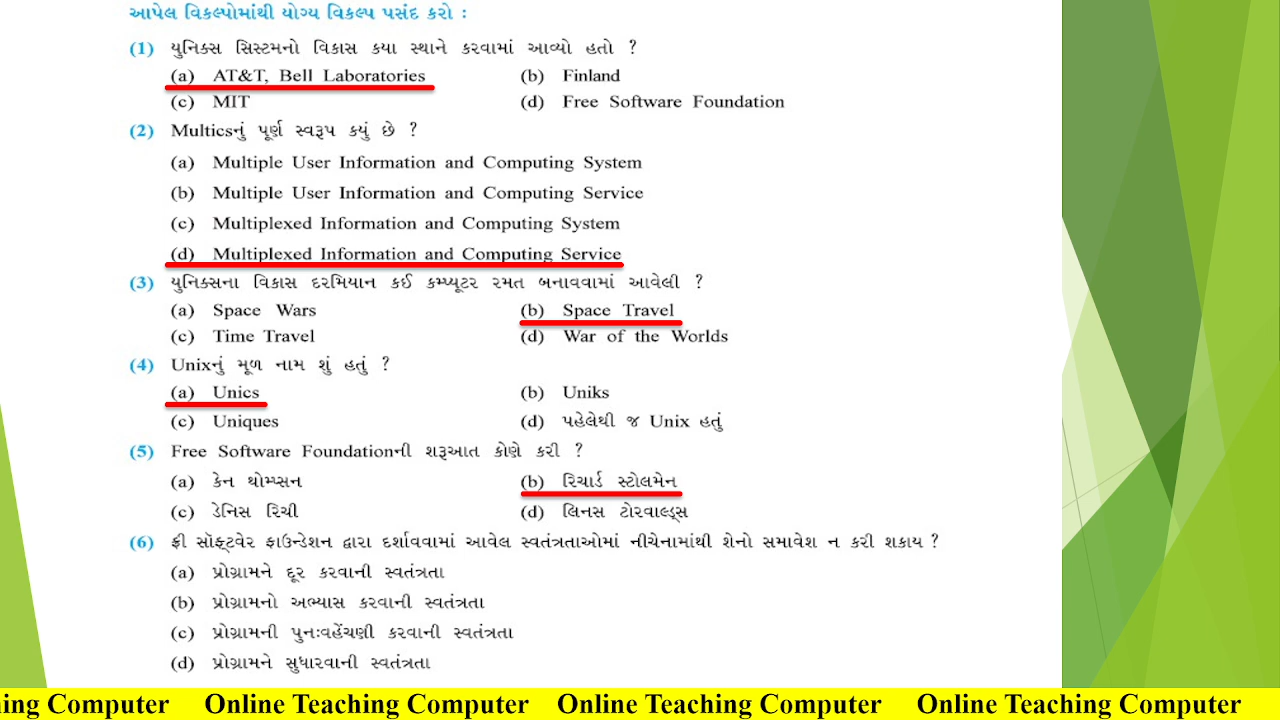 આપેલ વિકલ્પોમાંથી યોગ્ય વિકલ્પ પસંદ કરો :
(1) યુનિક્સ સિસ્ટમનો વિકાસ કયા સ્થાને કરવામાં આવ્યો હતો ?
(a) AT&T, Bell Laboratories (b) Finland
(c) MIT (d) Free Software Foundation
(2) Multicsનું પૂર્ણ સ્વરૂપ કયું છે ?
(a) Multiple User Information and Computing System
(b) Multiple User Information and Computing Service
(c) Multiplexed Information and Computing System
(d) Multiplexed Information and Computing Service
(3) યુનિક્સના વિકાસ દરમિયાન કઈ કમ્પ્યૂટર રમત બનાવવામાં આવેલી ?
(a) Space Wars (b) Space Travel
(c) Time Travel (d) War of the Worlds
(4) Unixનું મૂળ નામ શું હતું ?
(a) Unics (b) Uniks
(c) Uniques (d) પહેલેથી જ Unix હતું
(5) Free Software Foundationની શરૂઆત કોણે કરી ?
(a) કેન થોમ્પ્સન (b) રિચાર્ડ સ્ટોલમેન
(c) ડેનિસ રિચી (d) લિનસ ટોરવાલ્ડ્સ
(6) ફ્રી સૉફ્ટવેર ફાઉન્ડેશન દ્વારા દર્શાવવામાં આવેલ સ્વતંત્રતાઓમાં નીચેનામાંથી શેનો સમાવેશ ન કરી શકાય ?
(a) પ્રોગ્રામને દૂર કરવાની સ્વતંત્રતા
(b) પ્રોગ્રામનો અભ્યાસ કરવાની સ્વતંત્રતા
(c) પ્રોગ્રામની પુનઃવહેંચણી કરવાની સ્વતંત્રતા
(d) પ્રોગ્રામને સુધારવાની સ્વતંત્રતા
ing Computer Online Teaching Computer Online Teaching Computer Online Teaching Computer